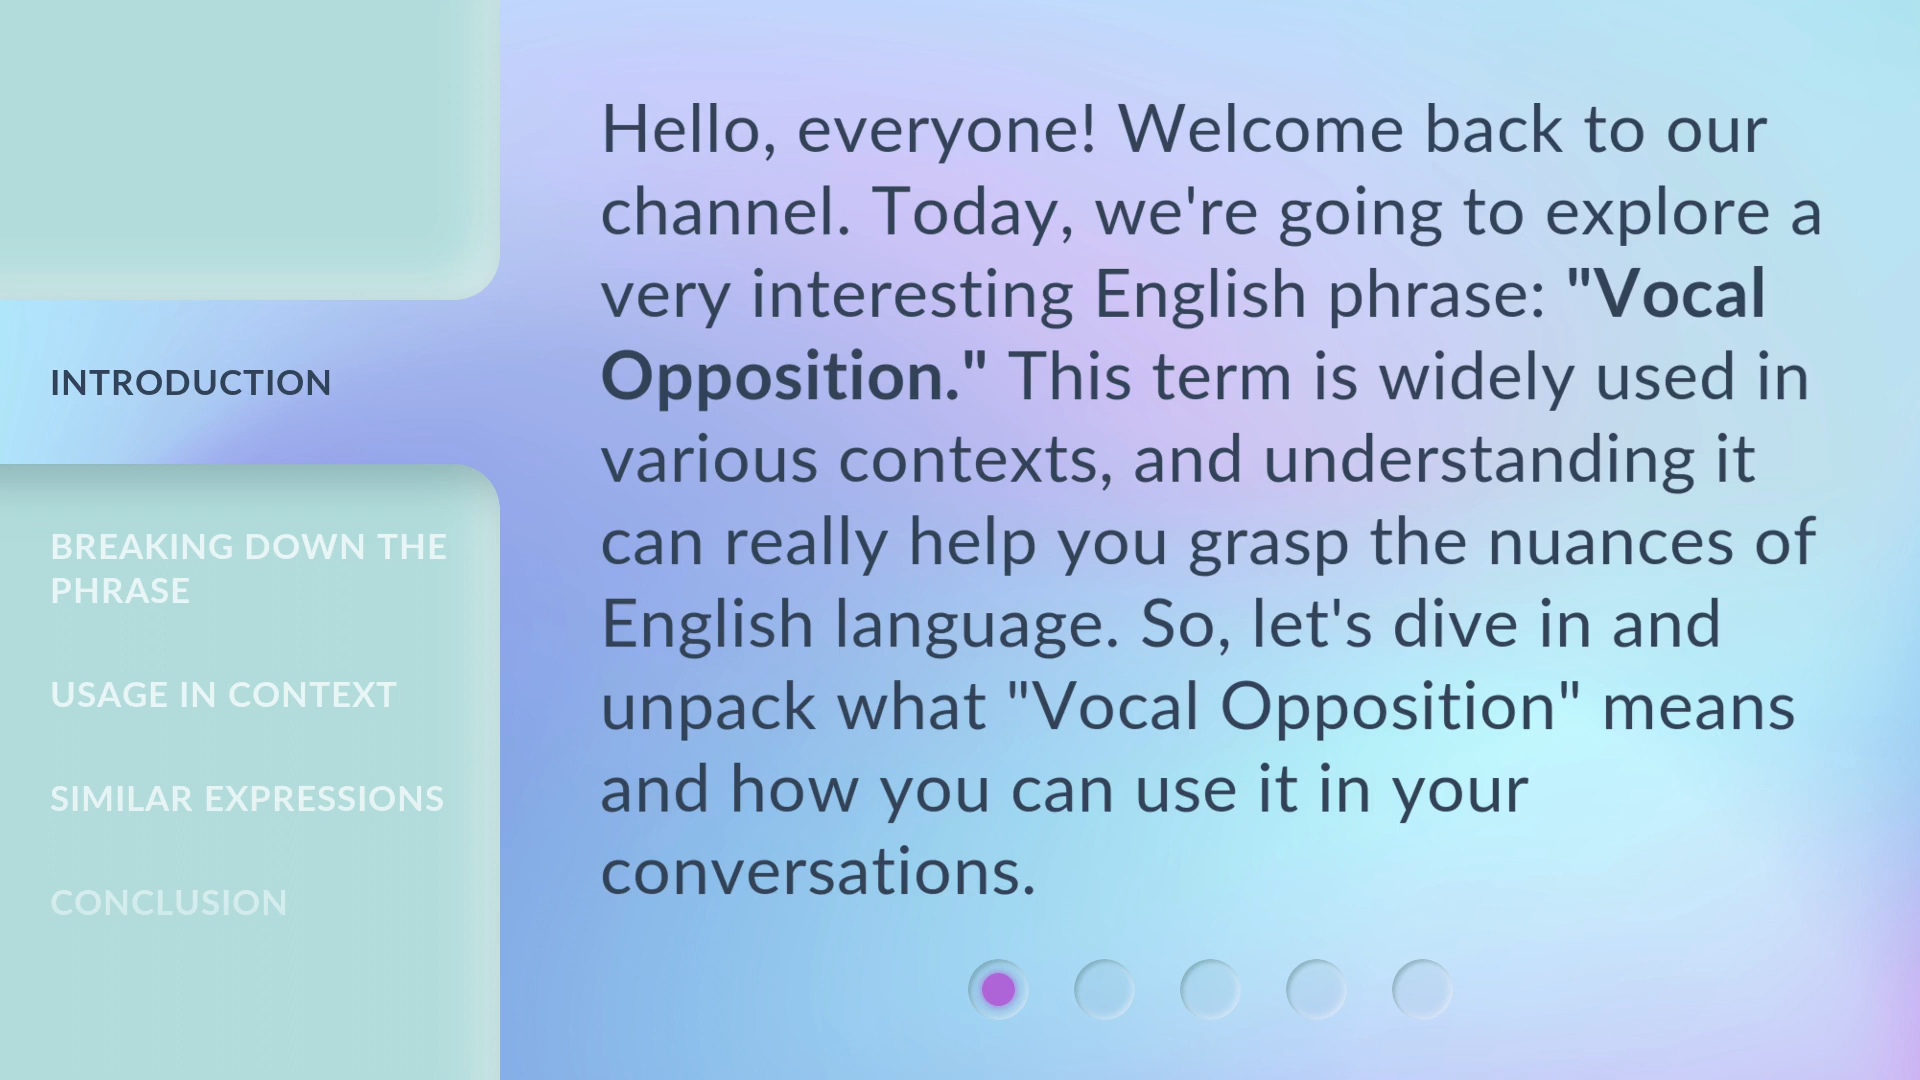 INTRODUCTION
BREAKING DOWN THE
PHRASE
USAGE IN CONTEXT
SIMILAR EXPRESSIONS
CONCLUSION
Hello, everyone! Welcome back to our
channel. Today, we're going to explore a
very interesting English phrase: "Vocal
Opposition." This term is widely used in
various contexts, and understanding it
can really help you grasp the nuances of
English language. So, let's dive in and
unpack what "Vocal Opposition" means
and how you can use it in your
conversations.